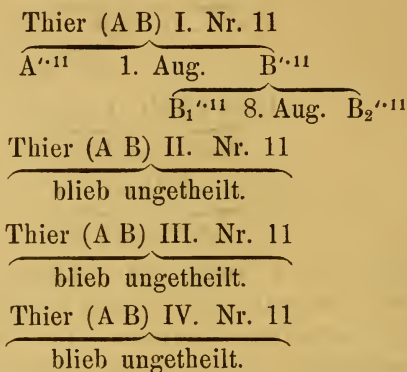 Thier (A B) I. Nr. 11
A′·¹¹ 1. Aug. B′·¹¹
B₁′·¹¹ 8. Aug. B₂′·¹¹
Thier (A B) II. Nr. 11
blieb ungetheilt.
Thier (A B) III. Nr. 11
blieb ungetheilt.
Thier (A B) IV. Nr. 11
blieb ungetheilt.